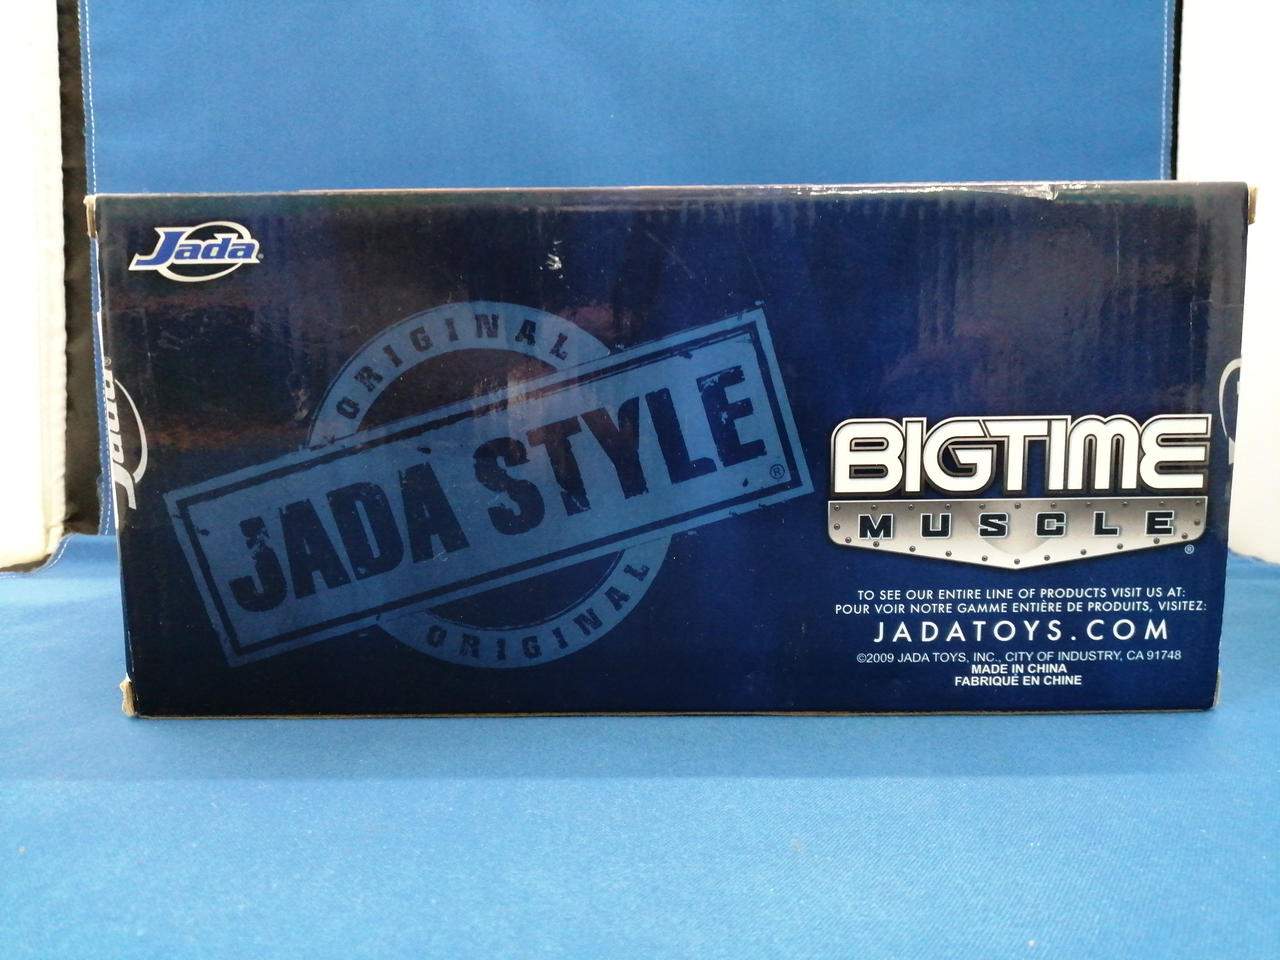 Jada
ORIGINAL
JADA STYLE ®
ORIGINAL
BIGTIME
MUSCLE ®
TO SEE OUR ENTIRE LINE OF PRODUCTS VISIT US AT:
POUR VOIR NOTRE GAMME ENTIÈRE DE PRODUITS, VISITEZ:
JADATOYS.COM
©2009 JADA TOYS, INC., CITY OF INDUSTRY, CA 91748
MADE IN CHINA
FABRIQUÉ EN CHINE
Jada